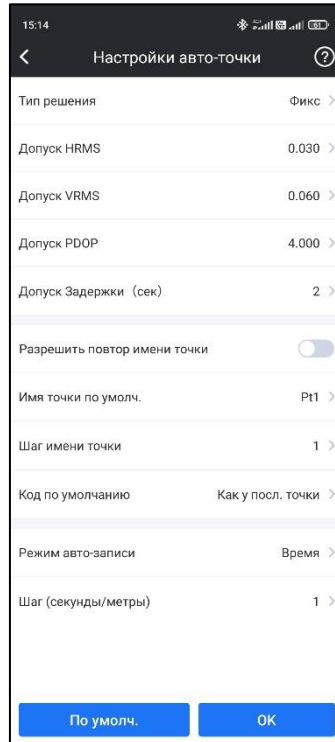 15:14
61
Настройки авто-точки
?
Тип решения Фикс
Допуск HRMS 0.030
Допуск VRMS 0.060
Допуск PDOP 4.000
Допуск Задержки (сек) 2
Разрешить повтор имени точки
Имя точки по умолч. Pt1
Шаг имени точки 1
Код по умолчанию Как у посл. точки
Режим авто-записи Время
Шаг (секунды/метры) 1
По умолч. OK